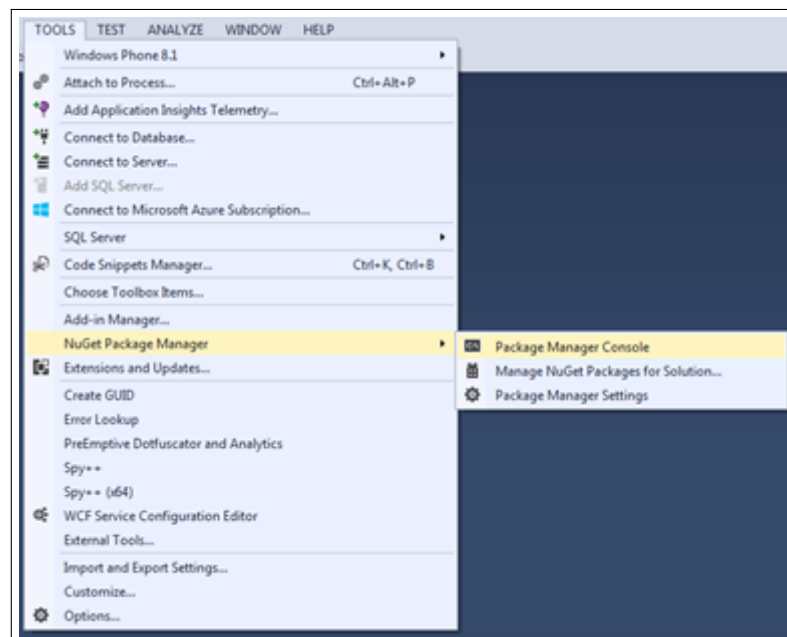 TOOLS TEST ANALYZE WINDOW HELP
Windows Phone 8.1
Attach to Process... Ctrl+Alt+P
Add Application Insights Telemetry...
Connect to Database...
Connect to Server...
Add SQL Server...
Connect to Microsoft Azure Subscription...
SQL Server
Code Snippets Manager... Ctrl+K, Ctrl+B
Choose Toolbox Items...
Add-in Manager...
NuGet Package Manager
Package Manager Console
Extensions and Updates...
Manage NuGet Packages for Solution...
Package Manager Settings
Create GUID
Error Lookup
PreEmptive Dotfuscator and Analytics
Spy++
Spy++ (x64)
WCF Service Configuration Editor
External Tools...
Import and Export Settings...
Customize...
Options...